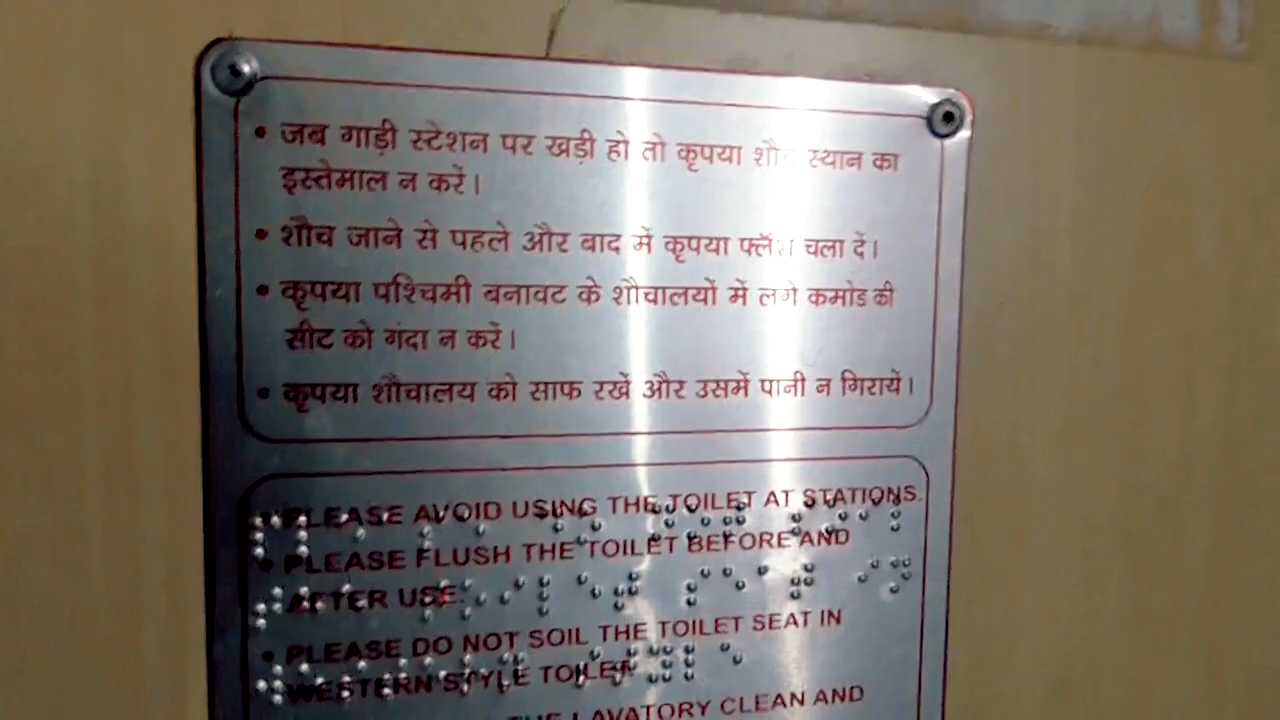 • जब गाड़ी स्टेशन पर खड़ी हो तो कृपया शौच स्थान का
इस्तेमाल न करें।
• शौच जाने से पहले और बाद में कृपया फ्लॅश चला दें।
• कृपया पश्चिमी बनावट के शौचालयों में लगे कमोड की
सीट को गंदा न करें।
• कृपया शौचालय को साफ रखें और उसमें पानी न गिरायें।
• PLEASE AVOID USING THE TOILET AT STATIONS.
• PLEASE FLUSH THE TOILET BEFORE AND
AFTER USE.
• PLEASE DO NOT SOIL THE TOILET SEAT IN
WESTERN STYLE TOILET
THE LAVATORY CLEAN AND